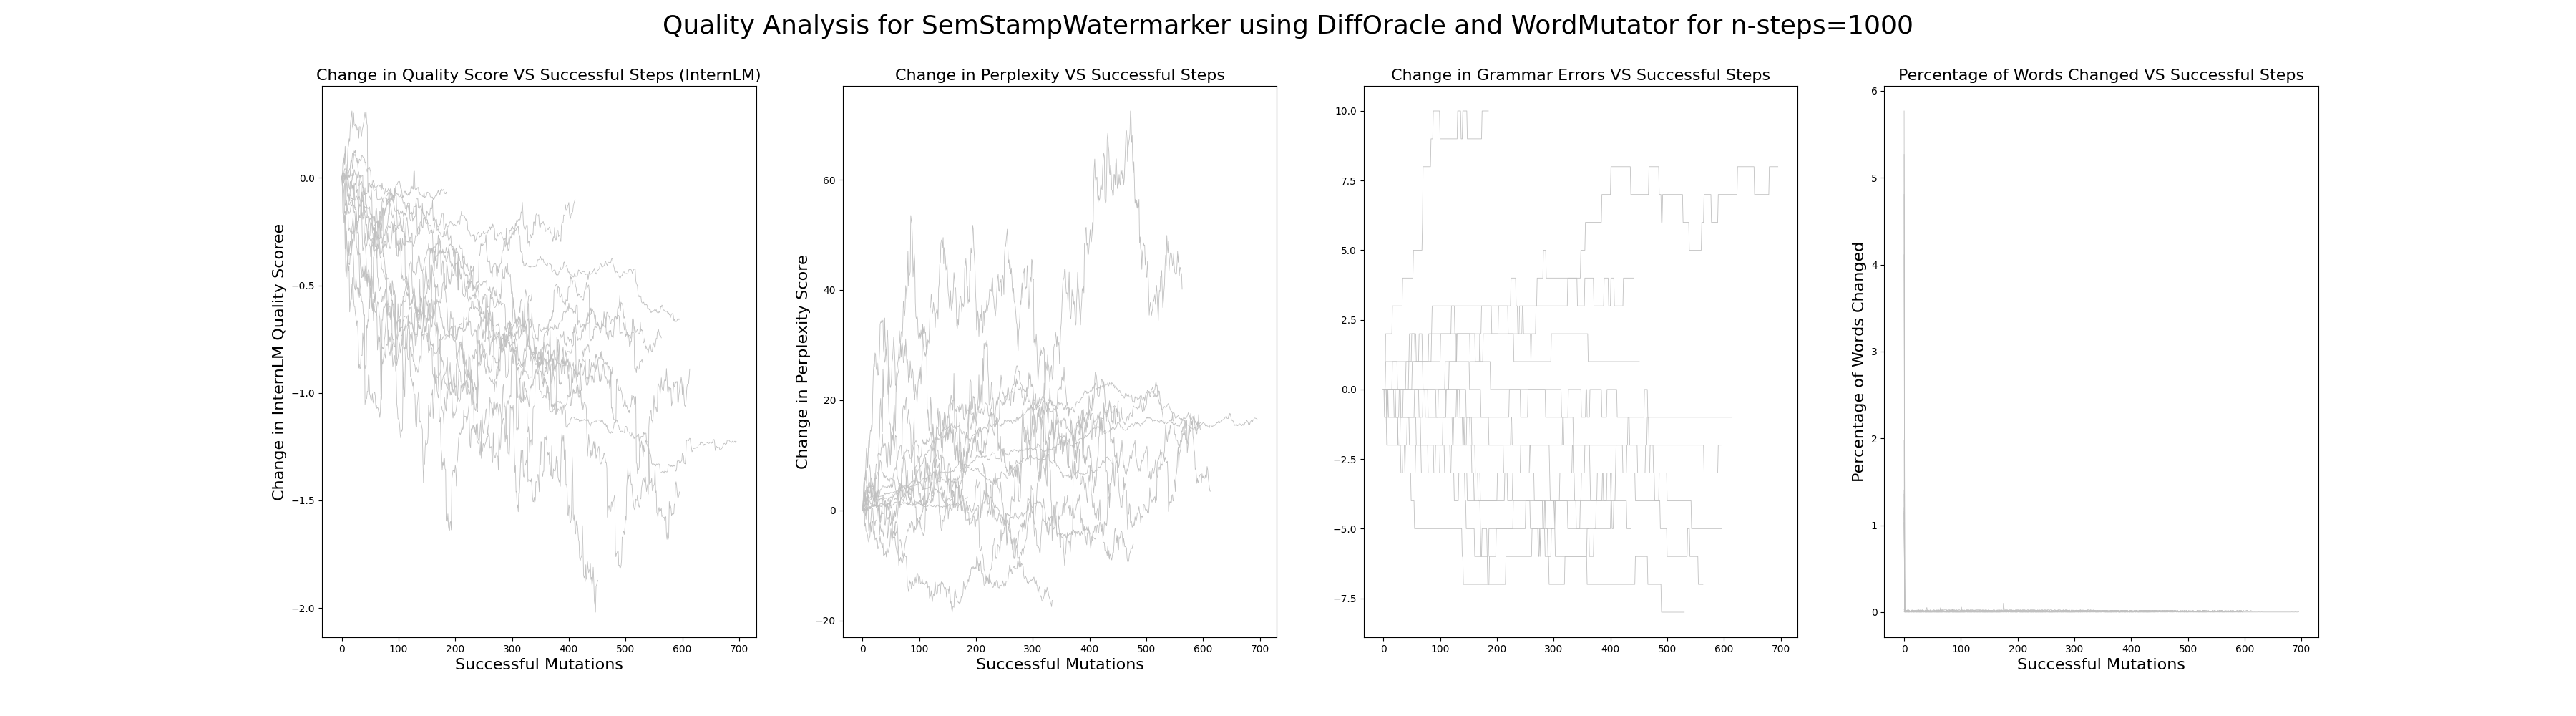 Quality Analysis for SemStampWatermarker using DiffOracle and WordMutator for n-steps=1000
Change in Quality Score VS Successful Steps (InternLM)
Change in InternLM Quality Scoree
0.0
−0.5
−1.0
−1.5
−2.0
0 100 200 300 400 500 600 700
Successful Mutations
Change in Perplexity VS Successful Steps
Change in Perplexity Score
60
40
20
0
−20
0 100 200 300 400 500 600 700
Successful Mutations
Change in Grammar Errors VS Successful Steps
10.0
7.5
5.0
2.5
0.0
−2.5
−5.0
−7.5
0 100 200 300 400 500 600 700
Percentage of Words Changed VS Successful Steps
Percentage of Words Changed
6
5
4
3
2
1
0
0 100 200 300 400 500 600 700
Successful Mutations